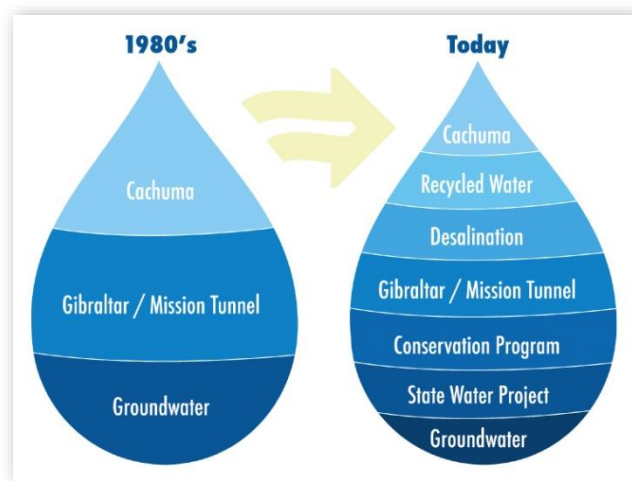 1980's
Cachuma
Gibraltar / Mission Tunnel
Groundwater
Today
Cachuma
Recycled Water
Desalination
Gibraltar / Mission Tunnel
Conservation Program
State Water Project
Groundwater